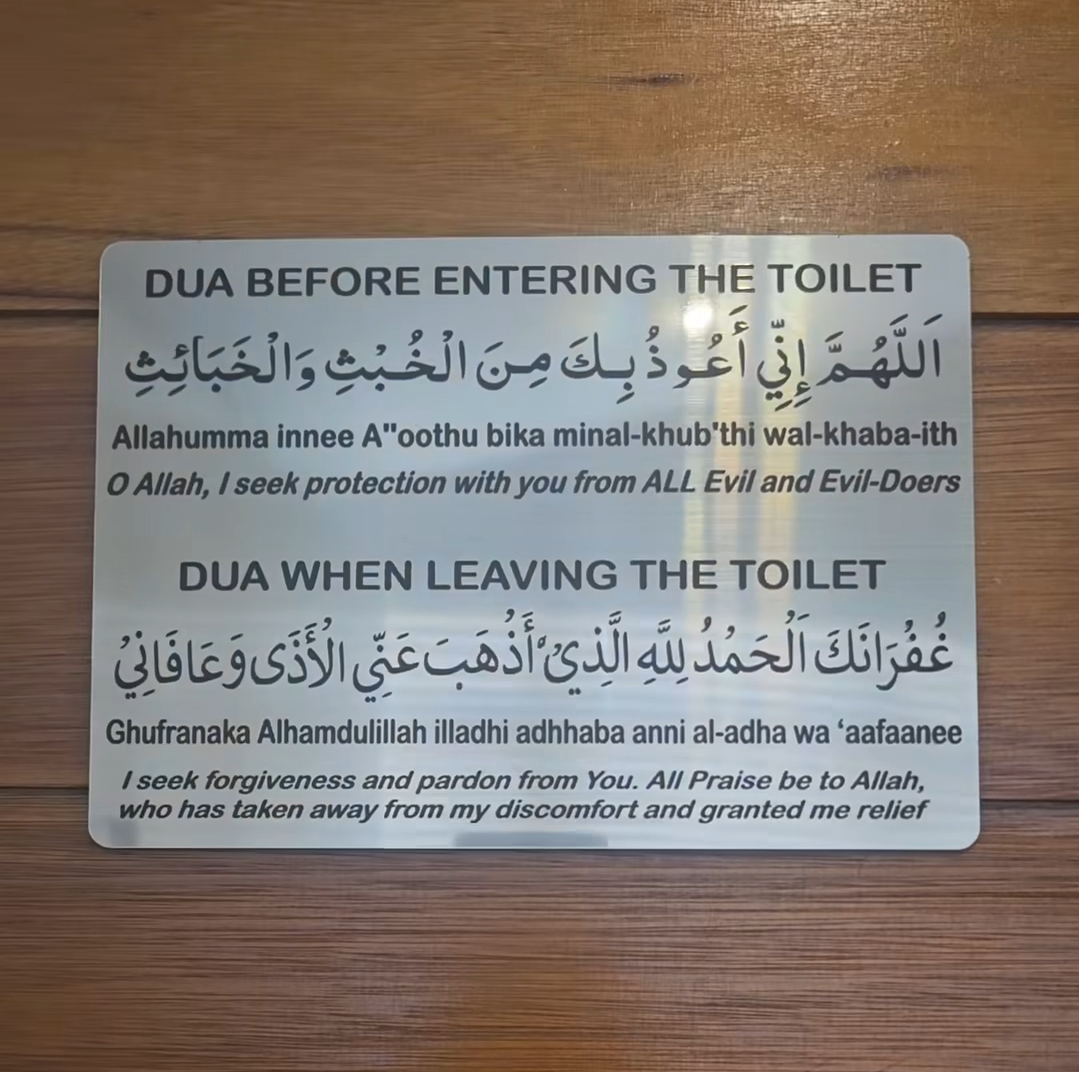 DUA BEFORE ENTERING THE TOILET
اَللَّهُمَّ إِنِّي أَعُوذُ بِكَ مِنَ الْخُبْثِ وَالْخَبَائِثِ
Allahumma innee A"oothu bika minal-khub'thi wal-khaba-ith
O Allah, I seek protection with you from ALL Evil and Evil-Doers
DUA WHEN LEAVING THE TOILET
غُفُرَانَكَ اَلْحَمْدُ لِلَّهِ الَّذِيْ أَذْهَبَ عَنِّي الْأَذَى وَعَافَانِيْ
Ghufranaka Alhamdulillah illadhi adhhaba anni al-adha wa ‘aafaanee
I seek forgiveness and pardon from You. All Praise be to Allah,
who has taken away from my discomfort and granted me relief